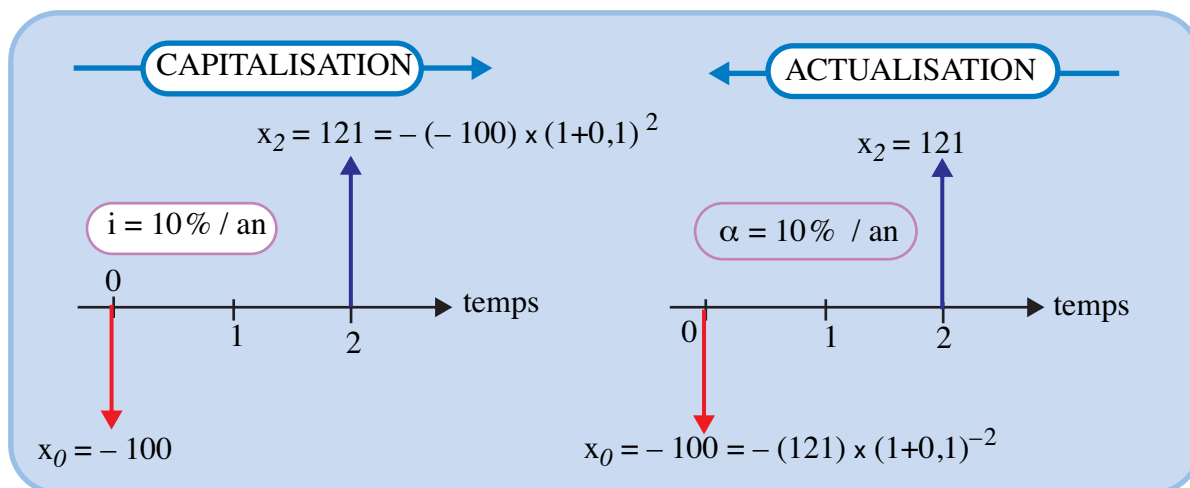 CAPITALISATION
x₂ = 121 = – (– 100) x (1+0,1)²
i = 10 % / an
0
1
2
temps
x₀ = – 100
ACTUALISATION
x₂ = 121
α = 10 % / an
0
1
2
temps
x₀ = – 100 = – (121) x (1+0,1)⁻²